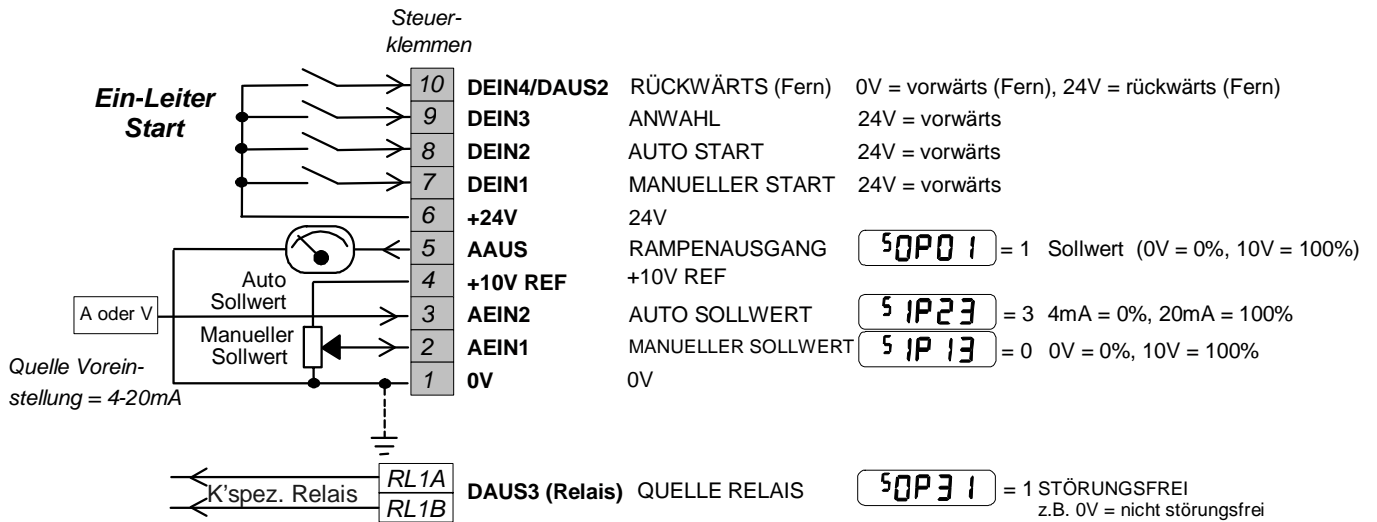 Steuer-
klemmen
Ein-Leiter
Start
10 DEIN4/DAUS2 RÜCKWÄRTS (Fern) 0V = vorwärts (Fern), 24V = rückwärts (Fern)
9 DEIN3 ANWAHL 24V = vorwärts
8 DEIN2 AUTO START 24V = vorwärts
7 DEIN1 MANUELLER START 24V = vorwärts
6 +24V 24V
5 AAUS RAMPENAUSGANG SOP01 = 1 Sollwert (0V = 0%, 10V = 100%)
Auto
Sollwert
4 +10V REF +10V REF
A oder V
3 AEIN2 AUTO SOLLWERT SIP23 = 3 4mA = 0%, 20mA = 100%
Manueller
Sollwert
2 AEIN1 MANUELLER SOLLWERT SIP13 = 0 0V = 0%, 10V = 100%
Quelle Vorein-
stellung = 4-20mA
1 0V 0V
K'spez. Relais
RL1A
RL1B
DAUS3 (Relais) QUELLE RELAIS SOP31 = 1 STÖRUNGSFREI
z.B. 0V = nicht störungsfrei